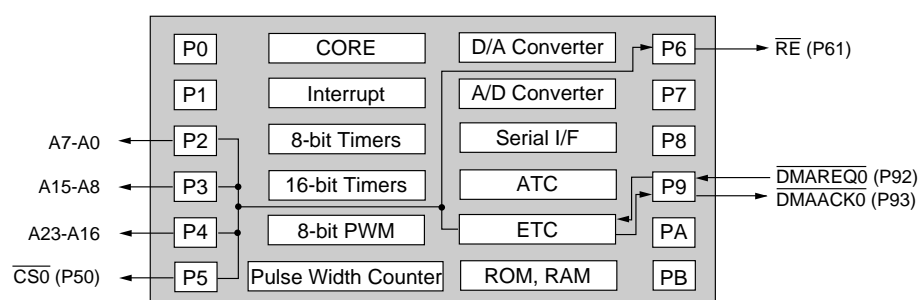 P0 CORE D/A Converter P6 RE (P61)
P1 Interrupt A/D Converter P7
A7-A0 P2 8-bit Timers Serial I/F P8
A15-A8 P3 16-bit Timers ATC P9 DMAREQ0 (P92)
DMAACK0 (P93)
A23-A16 P4 8-bit PWM ETC PA
CS0 (P50) P5 Pulse Width Counter ROM, RAM PB